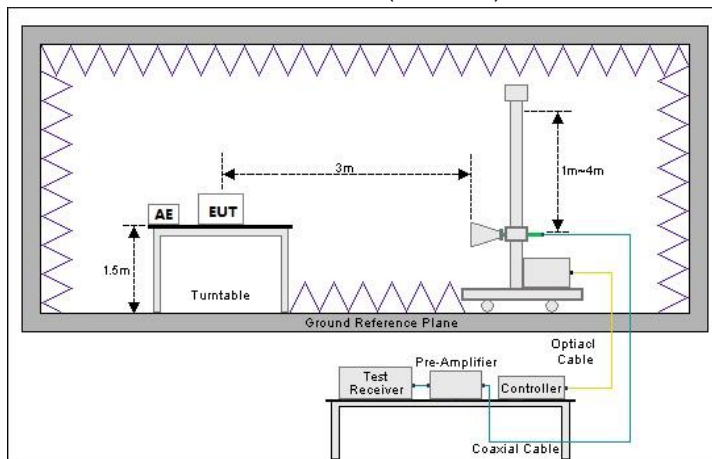 3m
1m~4m
AE
EUT
1.5m
Turntable
Ground Reference Plane
Optiacl
Cable
Pre-Amplifier
Test
Receiver
Controller
Coaxial Cable